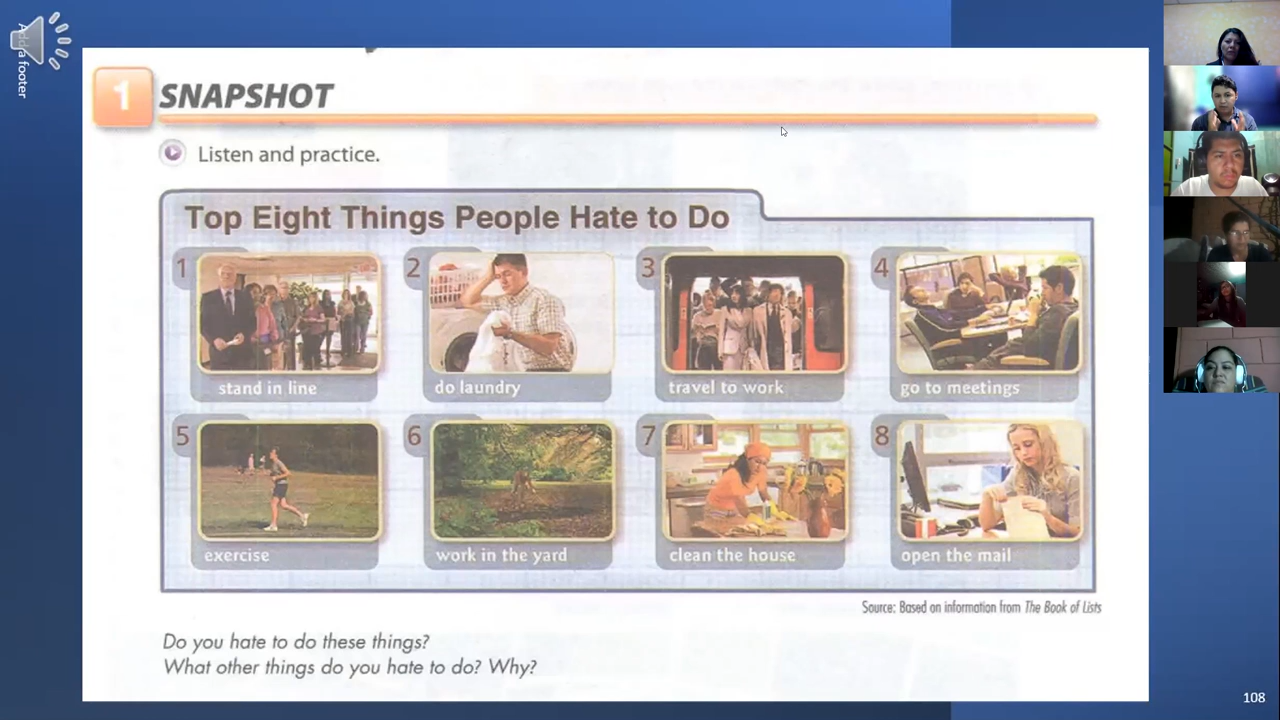 Add a footer
1 SNAPSHOT
Listen and practice.
Top Eight Things People Hate to Do
1 2 3 4
stand in line do laundry travel to work go to meetings
5 6 7 8
exercise work in the yard clean the house open the mail
Source: Based on information from The Book of Lists
Do you hate to do these things?
What other things do you hate to do? Why?
108